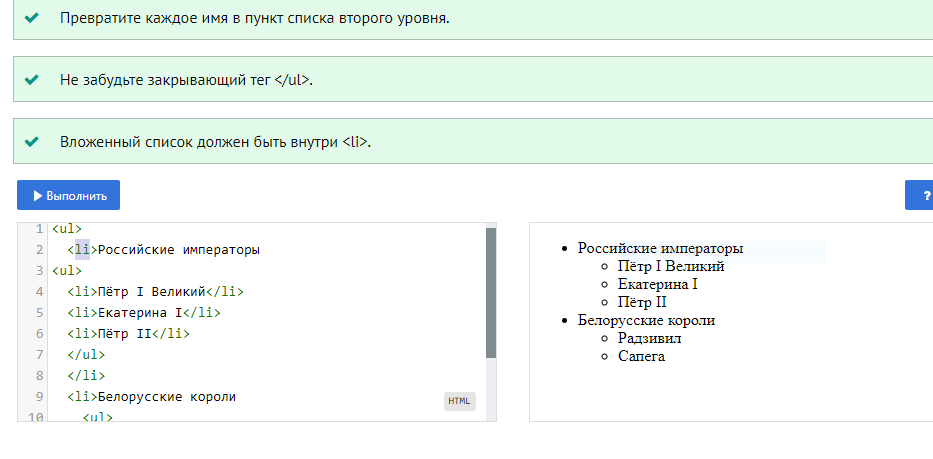 Превратите каждое имя в пункт списка второго уровня.
Не забудьте закрывающий тег </ul>.
Вложенный список должен быть внутри <li>.
Выполнить
?
1 <ul>
2 <li>Российские императоры
3 <ul>
4 <li>Пётр I Великий</li>
5 <li>Екатерина I</li>
6 <li>Пётр II</li>
7 </ul>
8 </li>
9 <li>Белорусские короли
10 <ul>
HTML
Российские императоры
Пётр I Великий
Екатерина I
Пётр II
Белорусские короли
Радзивил
Сапега